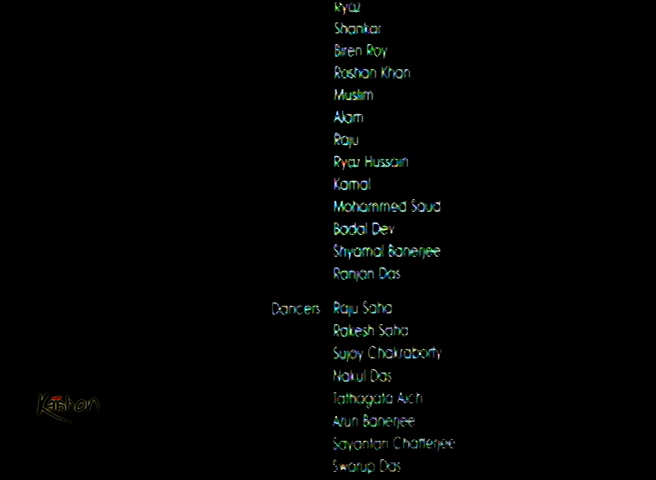 Ryaz
Shankar
Biren Roy
Roshan Khan
Muslim
Alam
Raju
Ryaz Hussain
Kamal
Mohammed Saud
Badal Dev
Shyamal Banerjee
Ranjan Das
Dancers Raju Saha
Rakesh Saha
Sujoy Chakraborty
Nakul Das
Tathagata Aich
Arun Banerjee
Sayantan Chatterjee
Swarup Das